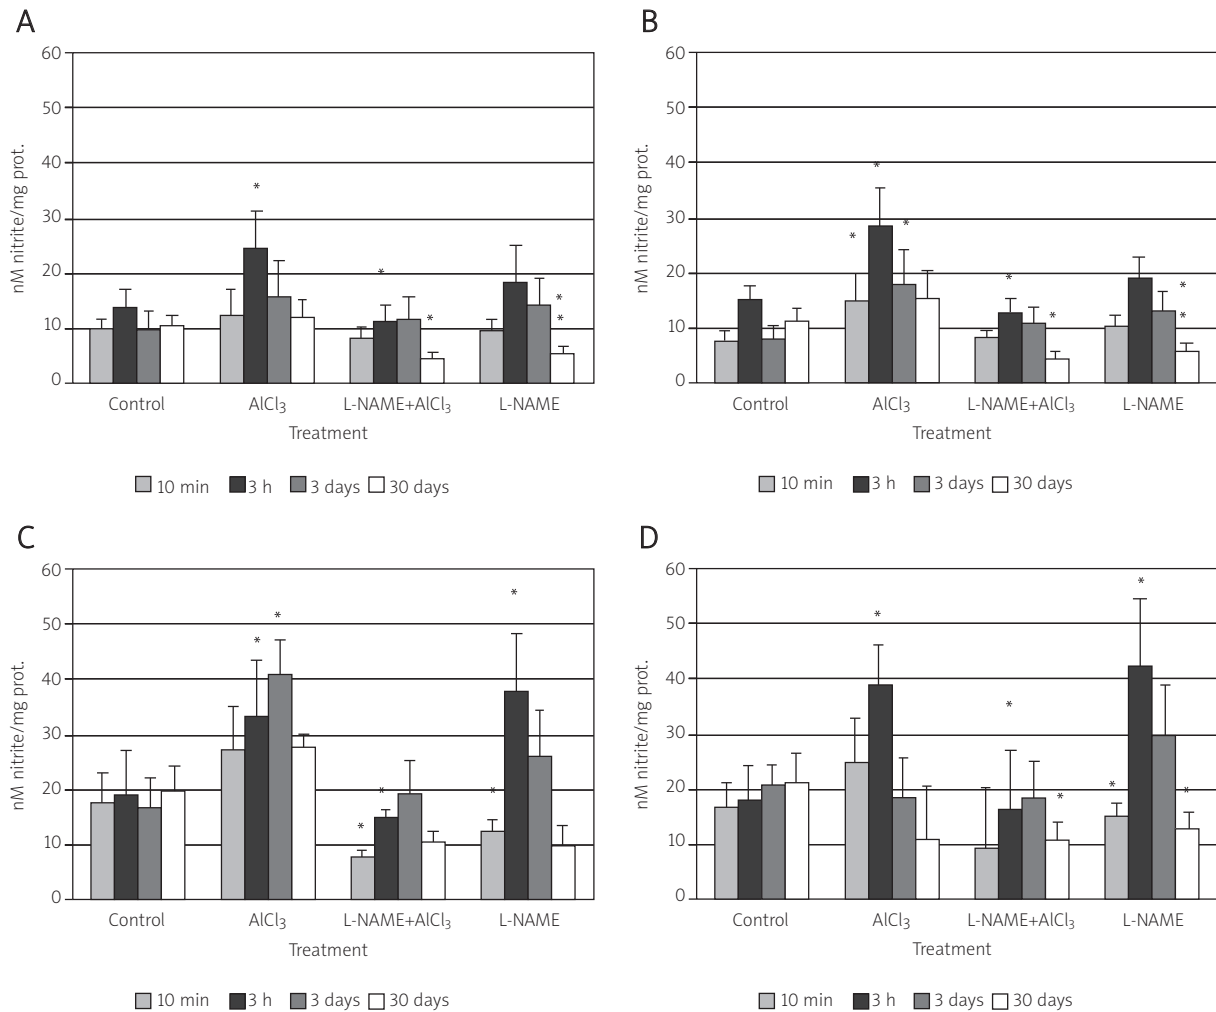 A
60
50
40
30
20
10
0
nM nitrite/mg prot.
* * * * *
Control AlCl3 L-NAME+AlCl3 L-NAME
Treatment
10 min 3 h 3 days 30 days
B
60
50
40
30
20
10
0
nM nitrite/mg prot.
* * * * * * *
Control AlCl3 L-NAME+AlCl3 L-NAME
Treatment
10 min 3 h 3 days 30 days
C
60
50
40
30
20
10
0
nM nitrite/mg prot.
* * * * * *
Control AlCl3 L-NAME+AlCl3 L-NAME
Treatment
10 min 3 h 3 days 30 days
D
60
50
40
30
20
10
0
nM nitrite/mg prot.
* * * * * *
Control AlCl3 L-NAME+AlCl3 L-NAME
Treatment
10 min 3 h 3 days 30 days